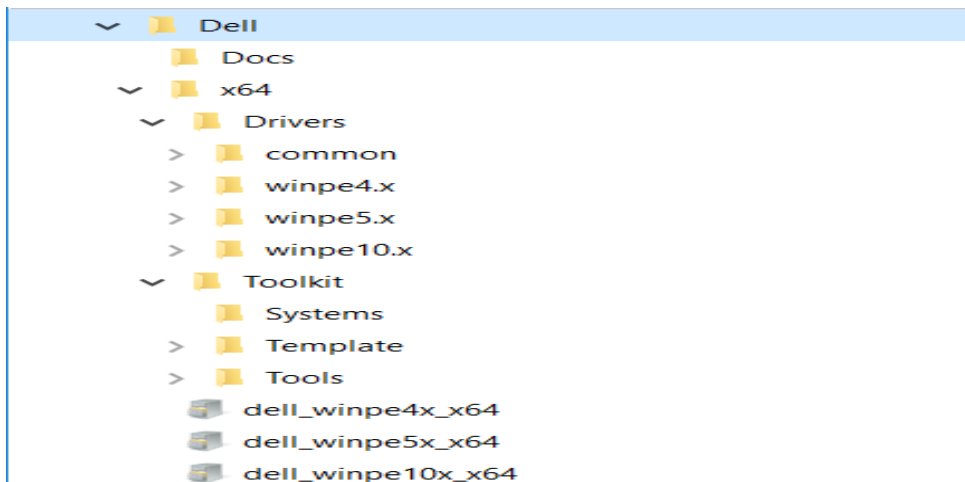 Dell
Docs
x64
Drivers
common
winpe4.x
winpe5.x
winpe10.x
Toolkit
Systems
Template
Tools
dell_winpe4x_x64
dell_winpe5x_x64
dell_winpe10x_x64